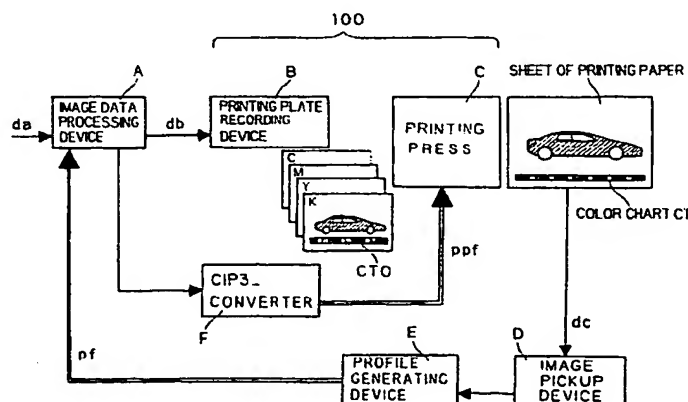 100
A
B
C
SHEET OF PRINTING PAPER
da
IMAGE DATA
PROCESSING
DEVICE
db
PRINTING PLATE
RECORDING
DEVICE
PRINTING
PRESS
C
M
Y
K
CTO
COLOR CHART CT
CIP3_
CONVERTER
F
ppf
dc
pf
E
PROFILE
GENERATING
DEVICE
D
IMAGE
PICKUP
DEVICE